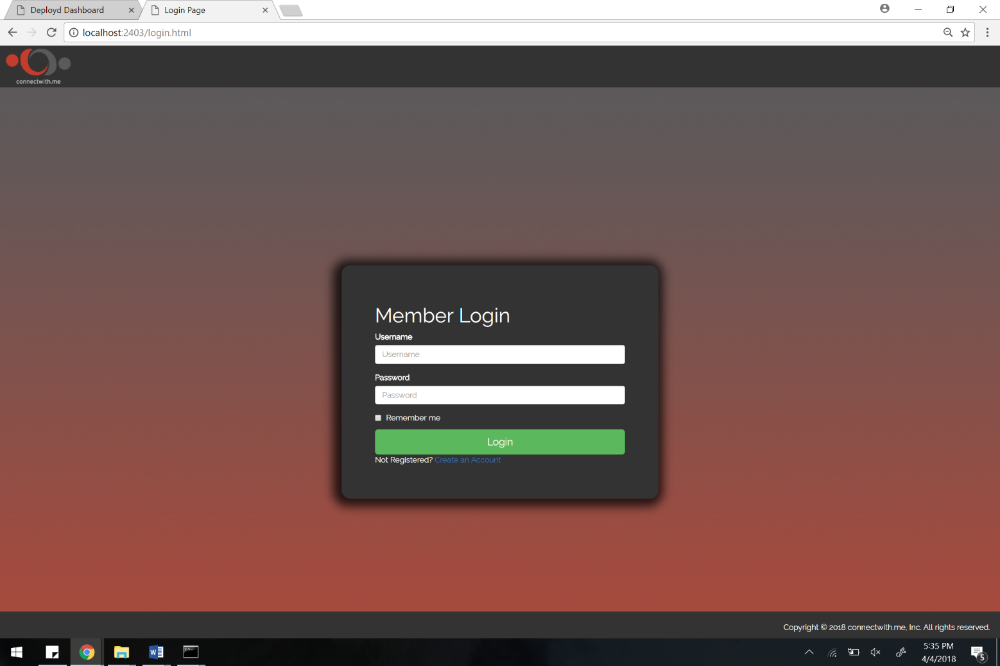 Deployd Dashboard
Login Page
localhost:2403/login.html
connectwith.me
Member Login
Username
Username
Password
Password
Remember me
Login
Not Registered? Create an Account
Copyright © 2018 connectwith.me, Inc. All rights reserved.
5:35 PM
4/4/2018
5